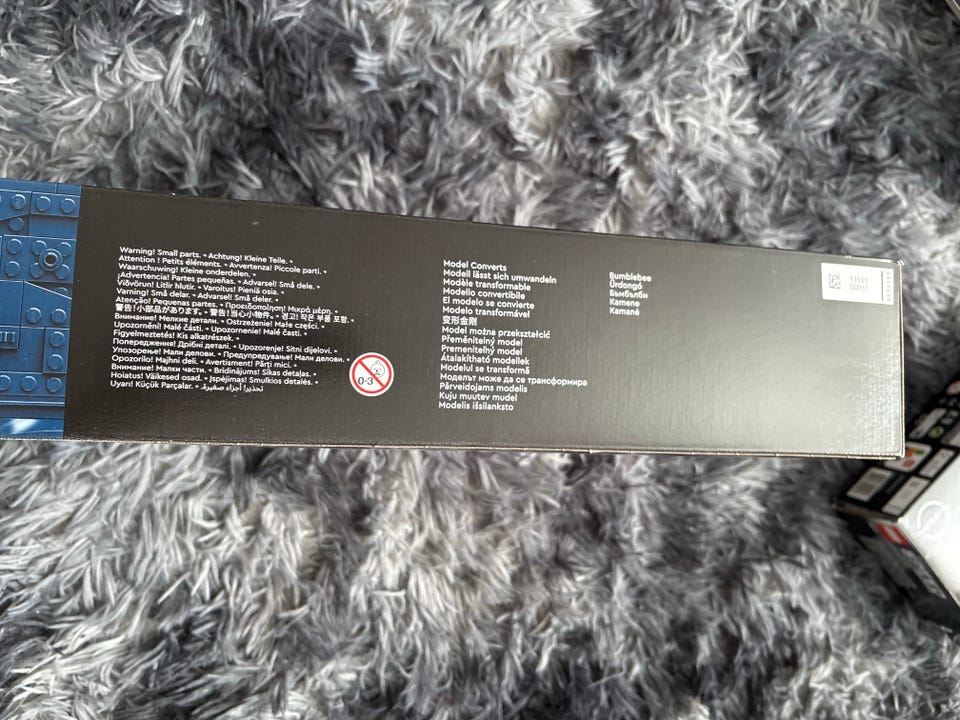 Warning! Small parts. • Achtung! Kleine Teile. •
Attention ! Petits éléments. • Avvertenza! Piccole parti. •
Waarschuwing! Kleine onderdelen. •
¡Advertencia! Partes pequeñas. • Advarsel! Små dele. •
Viðvörun! Litlir hlutir. • Varoitus! Pieniä osia. •
Varning! Små delar. • Advarsel! Små deler. •
Atenção! Pequenas partes. • Προειδοποίηση! Μικρά μέρη. •
警告!小部品があります。• 警告!当心小物件。• 경고! 작은 부품 포함. •
Внимание! Мелкие детали. • Ostrzeżenie! Małe części. •
Upozornění! Malé části. • Upozornenie! Malé časti. •
Figyelmeztetés! Kis alkatrészek. •
Попередження! Дрібні деталі. • Upozorenje! Sitni dijelovi. •
Упозорење! Мали делови. • Предупредување! Мали делови. •
Opozorilo! Majhni deli. • Avertisment! Părți mici. •
Внимание! Малки части. • Brīdinājums! Sīkas detaļas. •
Hoiatus! Väikesed osad. • Įspėjimas! Smulkios detalės. •
Uyarı! Küçük Parçalar. • تحذير! أجزاء صغيرة. •
0-3
Model Converts
Modell lässt sich umwandeln
Modèle transformable
Modello convertibile
El modelo se convierte
Modelo transformável
变形金刚
Model można przekształcić
Přeměnitelný model
Premeniteľný model
Átalakítható modellek
Modelul se transformă
Моделът може да се трансформира
Pārveidojams modelis
Kuju muutev mudel
Modelis išsilanksto
Bumblebee
Űrdongó
Бъмбълби
Kamene
Kamanė